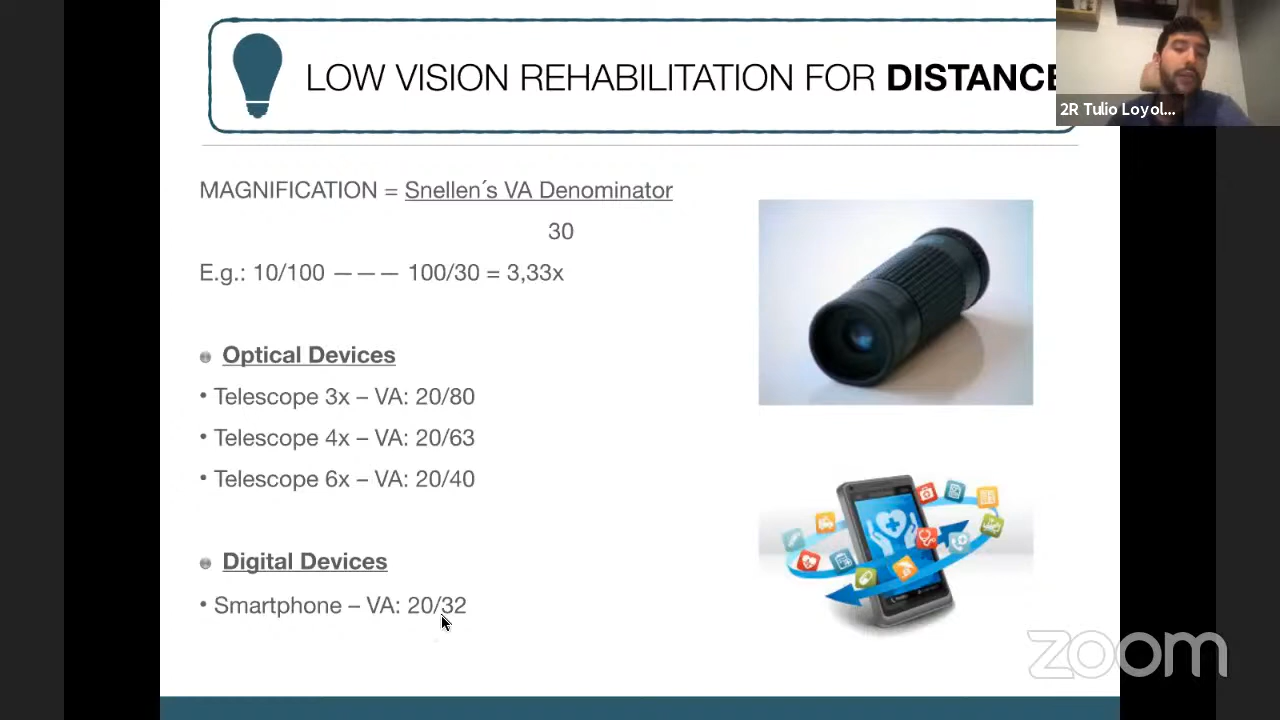 LOW VISION REHABILITATION FOR DISTANCE
2R Tulio Loyol...
MAGNIFICATION = Snellen´s VA Denominator
30
E.g.: 10/100 — — — 100/30 = 3,33x
Optical Devices
• Telescope 3x – VA: 20/80
• Telescope 4x – VA: 20/63
• Telescope 6x – VA: 20/40
Digital Devices
• Smartphone – VA: 20/32
zoom